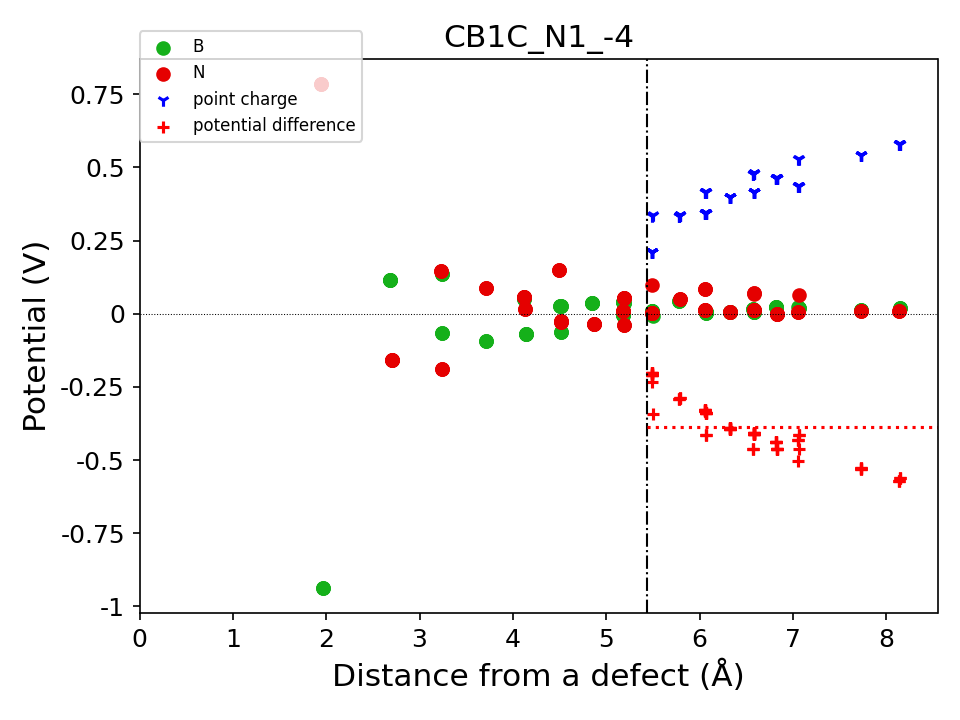 CB1C_N1_-4
B
N
point charge
potential difference
0.75
0.5
0.25
0
-0.25
-0.5
-0.75
-1
Potential (V)
0 1 2 3 4 5 6 7 8
Distance from a defect (Å)